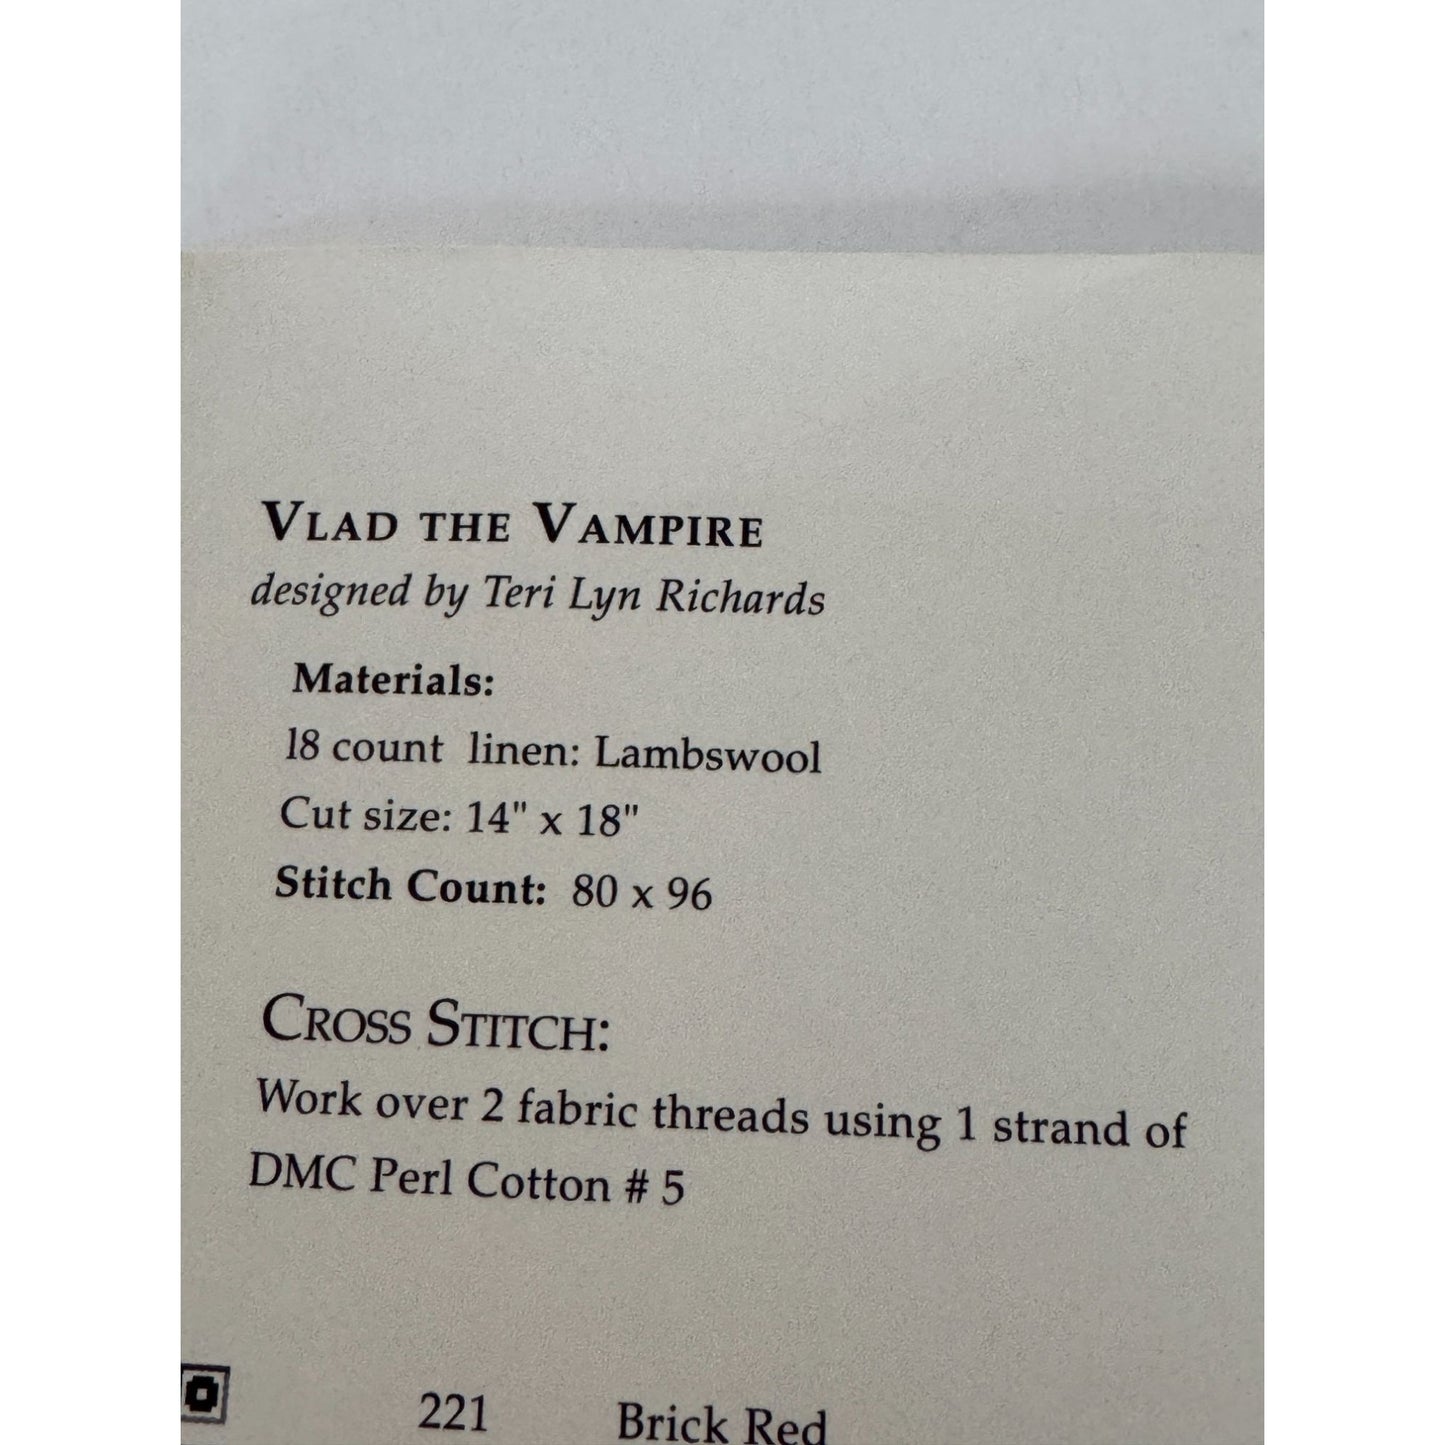 VLAD THE VAMPIRE
designed by Teri Lyn Richards
Materials:
18 count linen: Lambswool
Cut size: 14" x 18"
Stitch Count: 80 x 96
CROSS STITCH:
Work over 2 fabric threads using 1 strand of
DMC Perl Cotton # 5
221 Brick Red